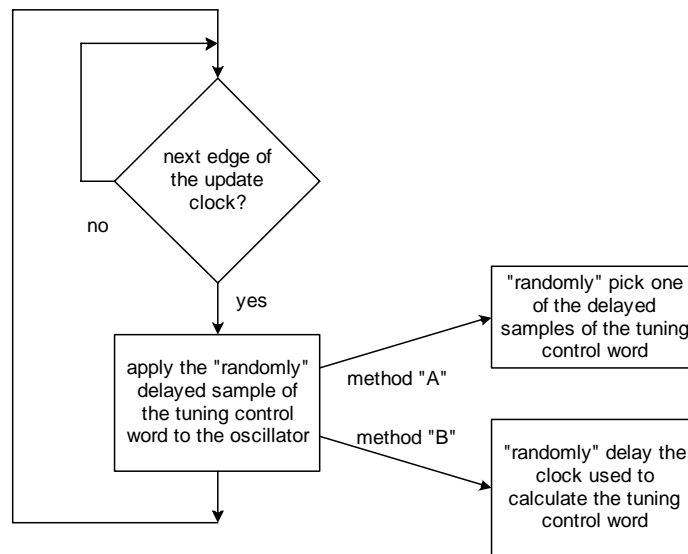 next edge of
the update
clock?
no
yes
apply the "randomly"
delayed sample of
the tuning control
word to the oscillator
method "A"
"randomly" pick one
of the delayed
samples of the tuning
control word
method "B"
"randomly" delay the
clock used to
calculate the tuning
control word